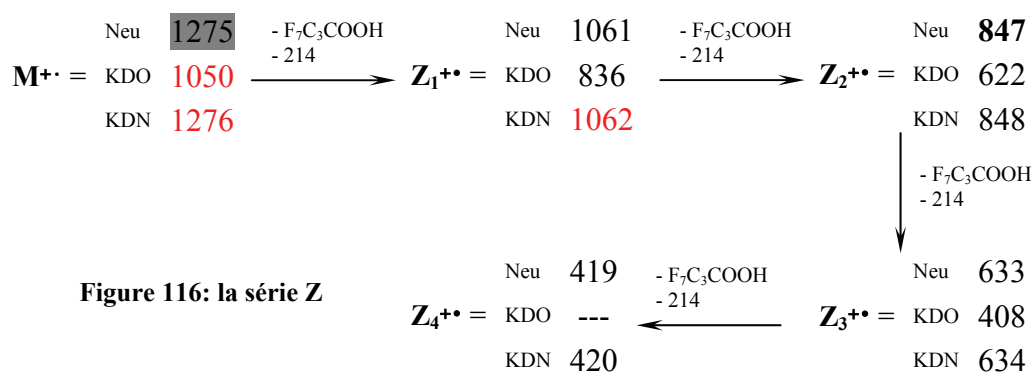 Neu 1275 - F₇C₃COOH Neu 1061 - F₇C₃COOH Neu 847
M⁺· = KDO 1050 - 214 Z₁⁺• = KDO 836 - 214 Z₂⁺• = KDO 622
KDN 1276 KDN 1062 KDN 848
- F₇C₃COOH
- 214
Neu 419 - F₇C₃COOH Neu 633
Figure 116: la série Z Z₄⁺• = KDO --- - 214 Z₃⁺• = KDO 408
KDN 420 KDN 634